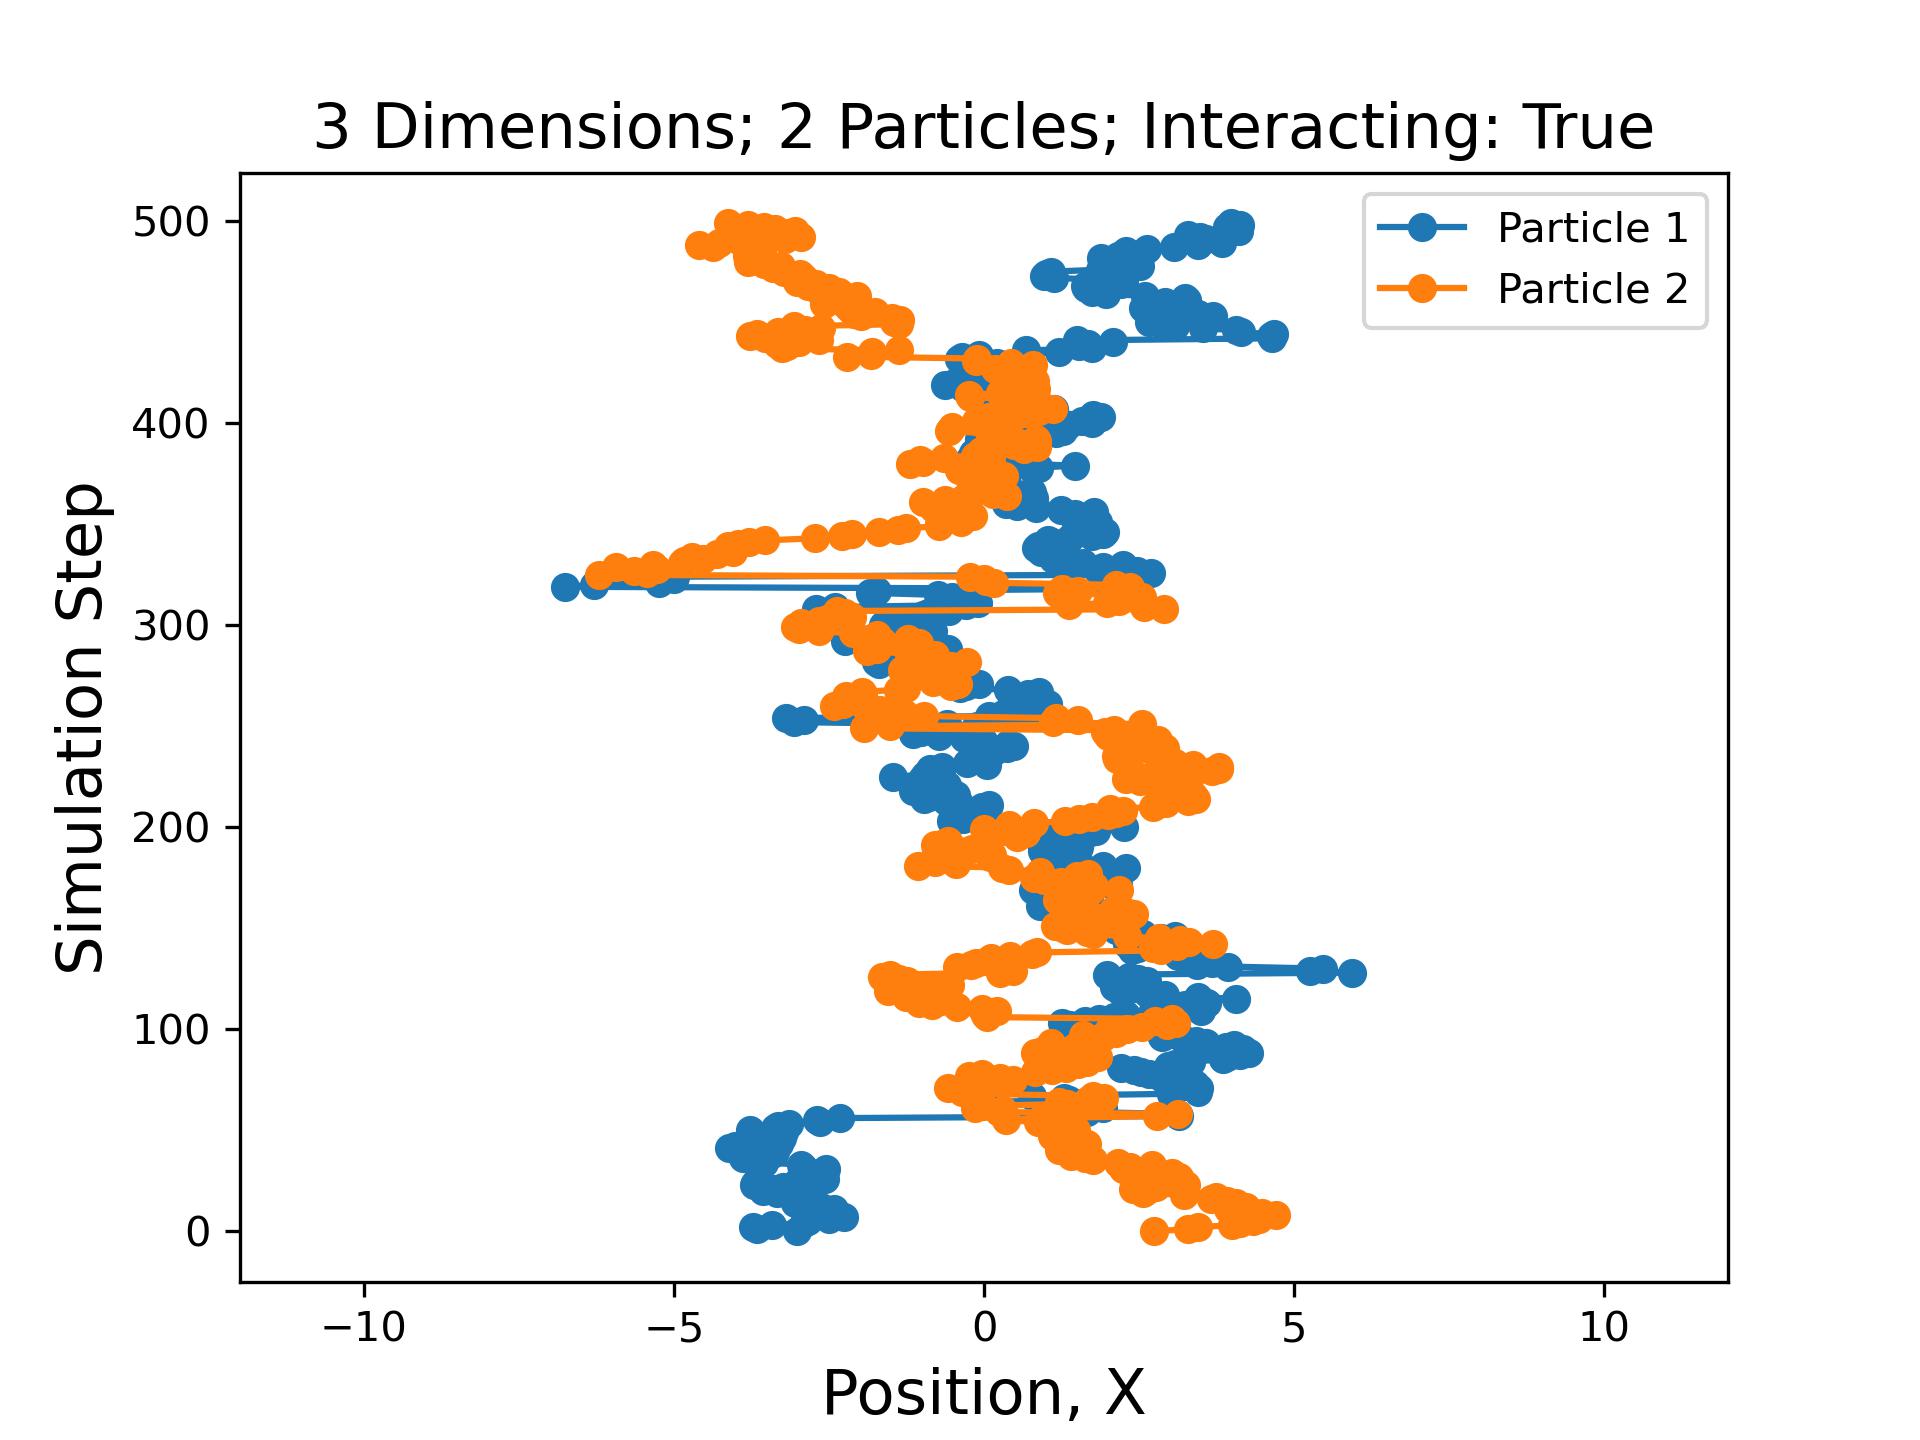 3 Dimensions; 2 Particles; Interacting: True
Particle 1
Particle 2
Simulation Step
500
400
300
200
100
0
−10
−5
0
5
10
Position, X